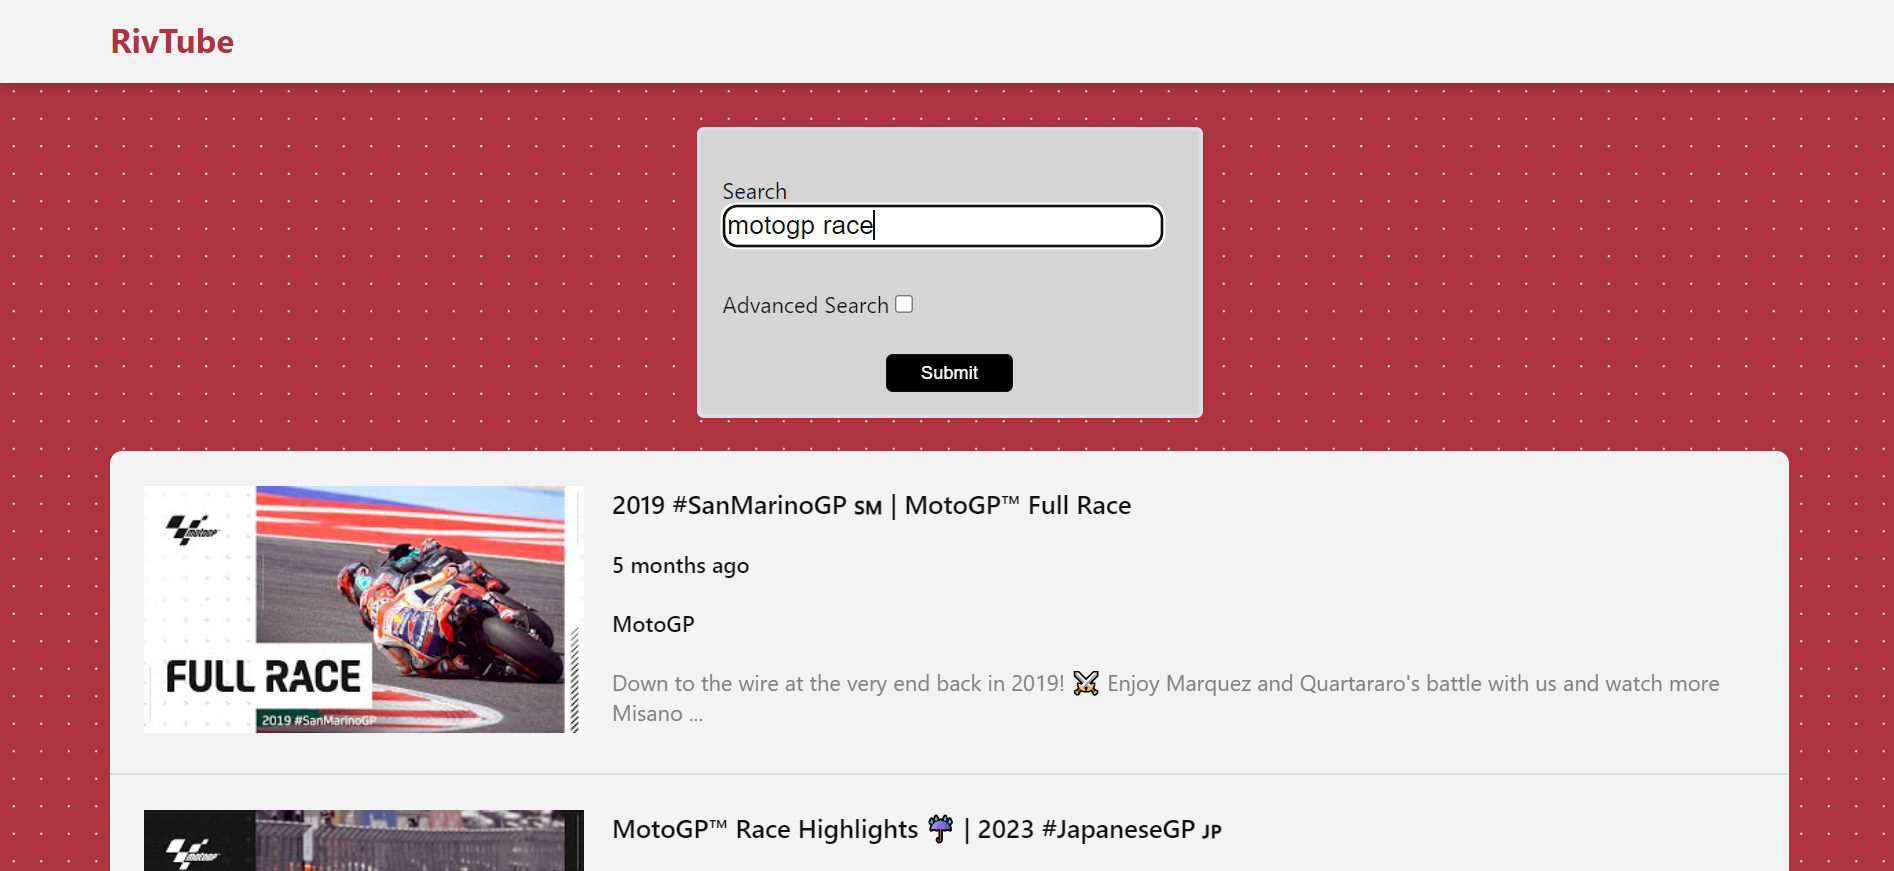 RivTube
Search
motogp race
Advanced Search
Submit
2019 #SanMarinoGP SM | MotoGP™ Full Race
5 months ago
MotoGP
Down to the wire at the very end back in 2019! ⚔️ Enjoy Marquez and Quartararo's battle with us and watch more
Misano ...
motogp
FULL RACE
2019 #SanMarinoGP
MotoGP™ Race Highlights ☔ | 2023 #JapaneseGP JP
motogp